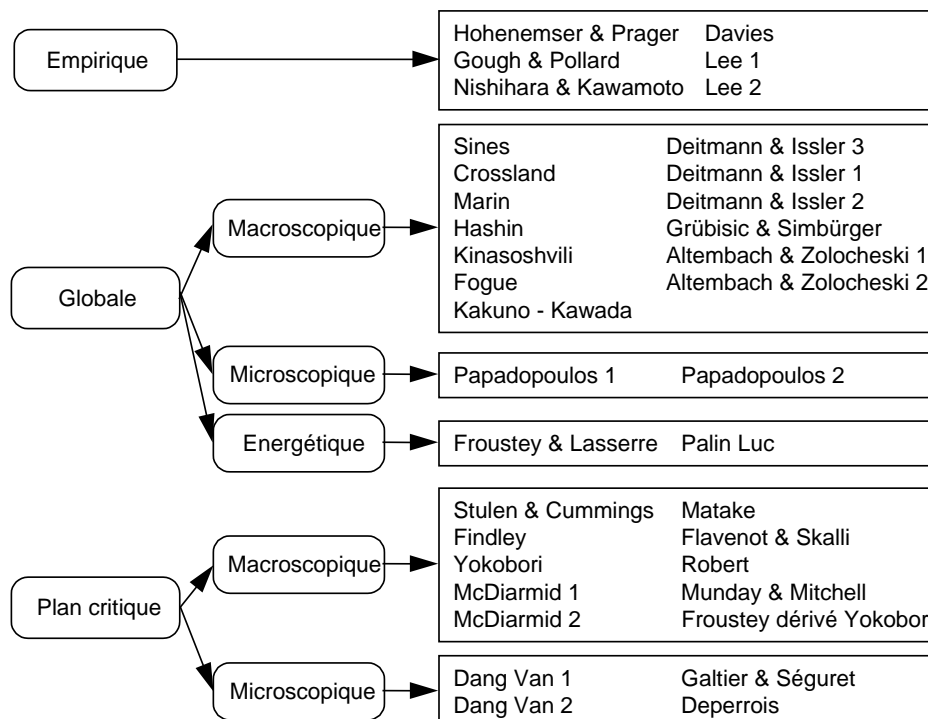 Empirique
Hohenemser & Prager Davies
Gough & Pollard Lee 1
Nishihara & Kawamoto Lee 2
Globale
Macroscopique
Sines Deitmann & Issler 3
Crossland Deitmann & Issler 1
Marin Deitmann & Issler 2
Hashin Grübisic & Simbürger
Kinasoshvili Altembach & Zolocheski 1
Fogue Altembach & Zolocheski 2
Kakuno - Kawada
Microscopique
Papadopoulos 1 Papadopoulos 2
Energétique
Froustey & Lasserre Palin Luc
Plan critique
Macroscopique
Stulen & Cummings Matake
Findley Flavenot & Skalli
Yokobori Robert
McDiarmid 1 Munday & Mitchell
McDiarmid 2 Froustey dérivé Yokobor
Microscopique
Dang Van 1 Galtier & Séguret
Dang Van 2 Deperrois